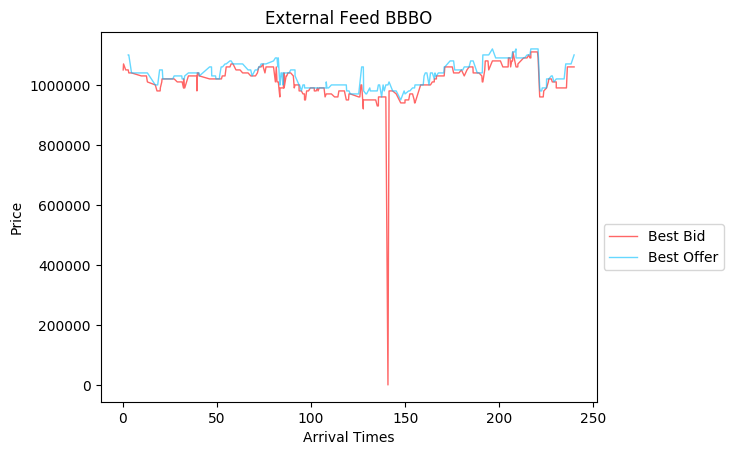 External Feed BBBO
Price
1000000
800000
600000
400000
200000
0
0 50 100 150 200 250
Arrival Times
Best Bid
Best Offer